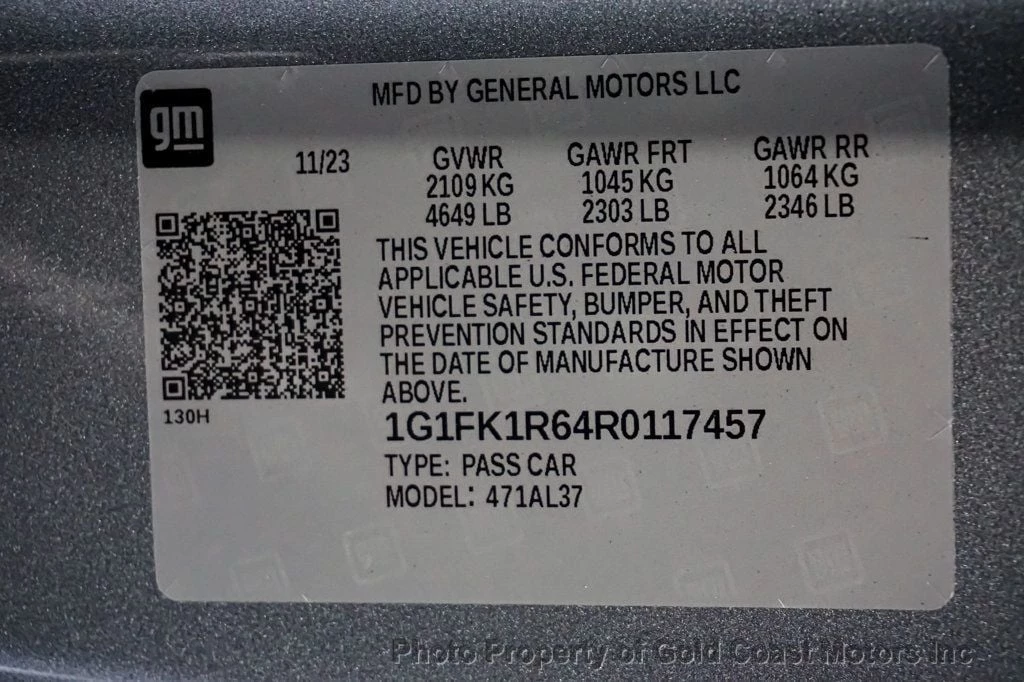 MFD BY GENERAL MOTORS LLC
gm
11/23
GVWR GAWR FRT GAWR RR
2109 KG 1045 KG 1064 KG
4649 LB 2303 LB 2346 LB
THIS VEHICLE CONFORMS TO ALL
APPLICABLE U.S. FEDERAL MOTOR
VEHICLE SAFETY, BUMPER, AND THEFT
PREVENTION STANDARDS IN EFFECT ON
THE DATE OF MANUFACTURE SHOWN
ABOVE.
130H
1G1FK1R64R0117457
TYPE: PASS CAR
MODEL: 471AL37
Photo Property of Gold Coast Motors Inc